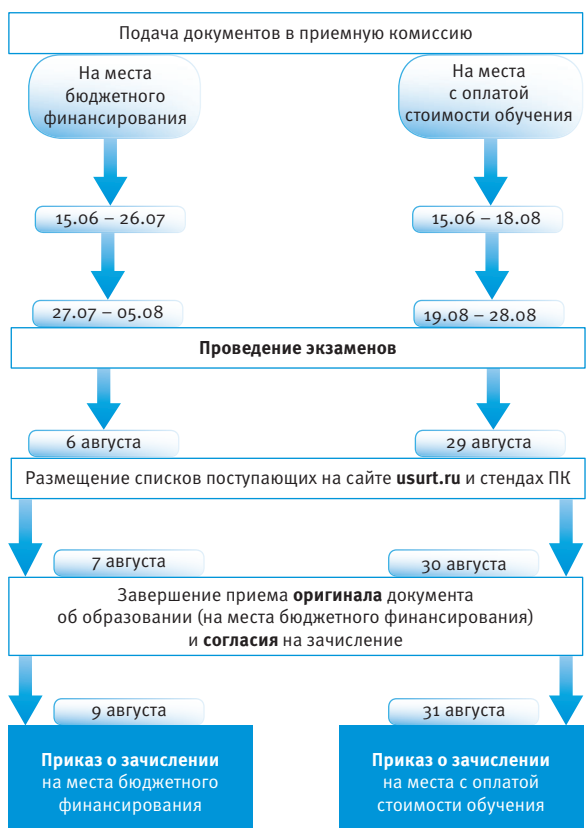 Подача документов в приемную комиссию
На места
бюджетного
финансирования
На места
с оплатой
стоимости обучения
15.06 – 26.07
15.06 – 18.08
27.07 – 05.08
19.08 – 28.08
Проведение экзаменов
6 августа
29 августа
Размещение списков поступающих на сайте usurt.ru и стендах ПК
7 августа
30 августа
Завершение приема оригинала документа
об образовании (на места бюджетного финансирования)
и согласия на зачисление
9 августа
31 августа
Приказ о зачислении
на места бюджетного
финансирования
Приказ о зачислении
на места с оплатой
стоимости обучения